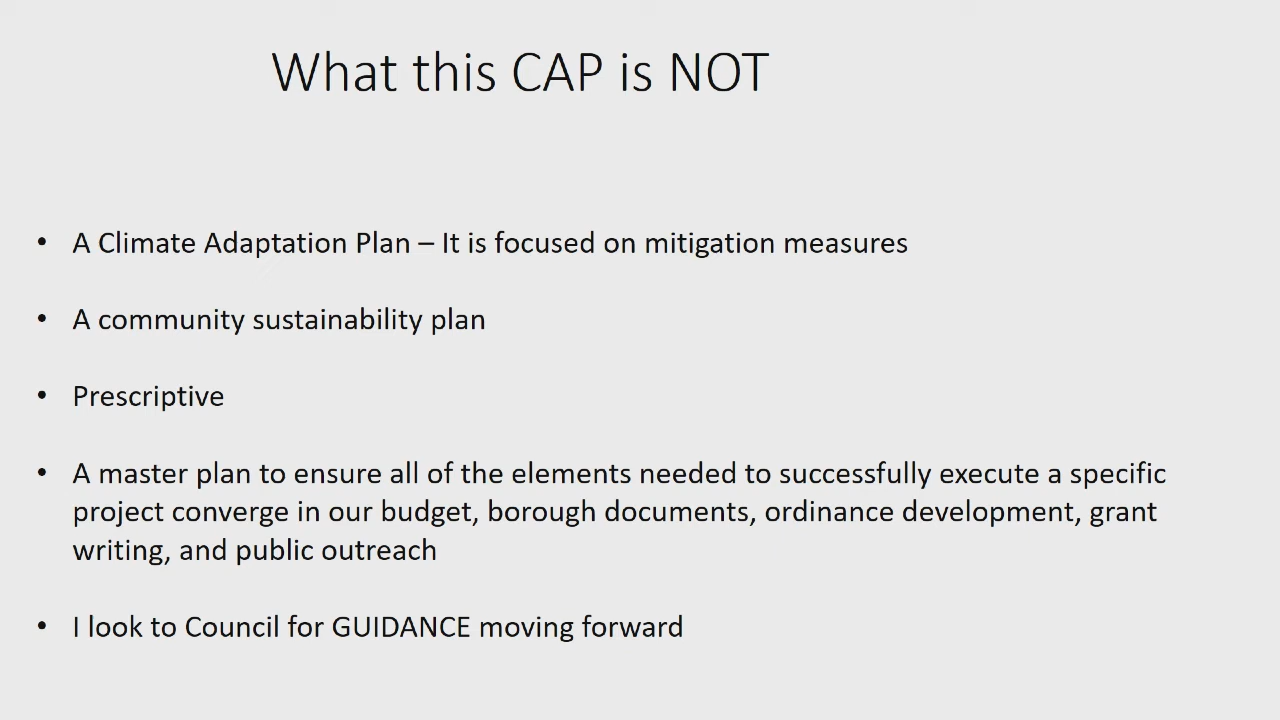 What this CAP is NOT
• A Climate Adaptation Plan – It is focused on mitigation measures
• A community sustainability plan
• Prescriptive
• A master plan to ensure all of the elements needed to successfully execute a specific
project converge in our budget, borough documents, ordinance development, grant
writing, and public outreach
• I look to Council for GUIDANCE moving forward